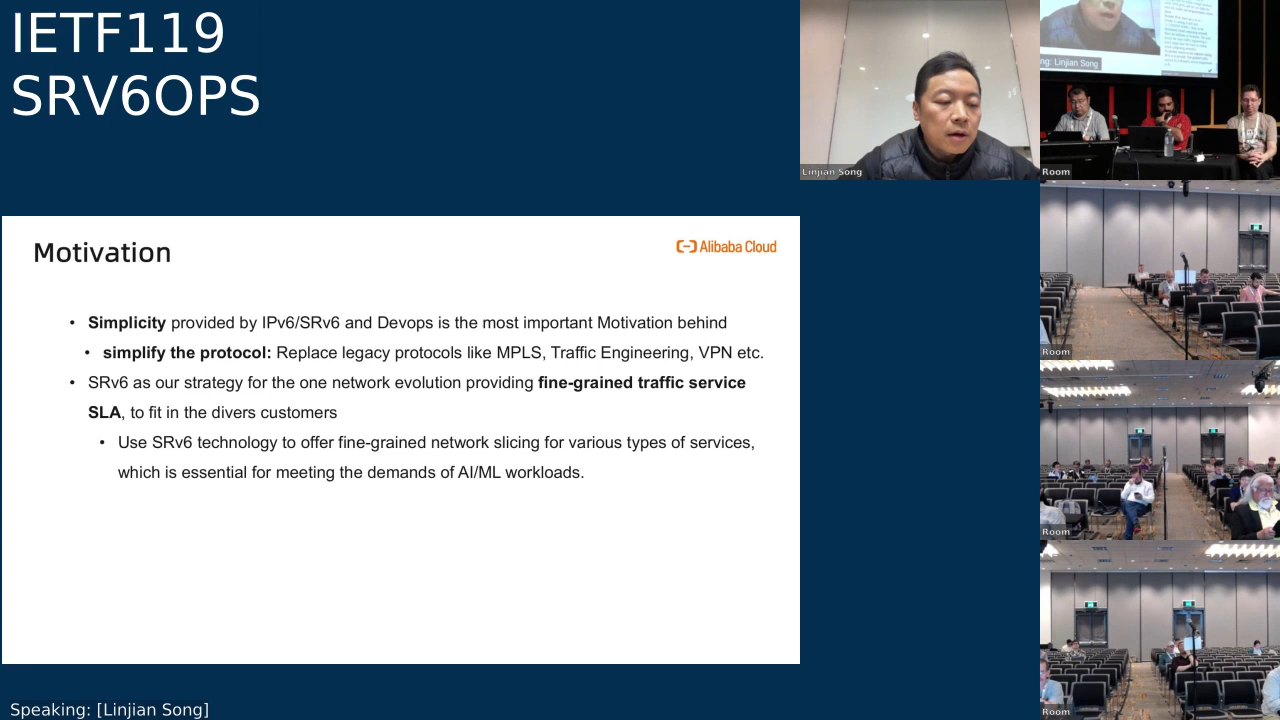 IETF119
SRV6OPS
Linjian Song
ng: Linjian Song
Room
Motivation
Alibaba Cloud
• Simplicity provided by IPv6/SRv6 and Devops is the most important Motivation behind
• simplify the protocol: Replace legacy protocols like MPLS, Traffic Engineering, VPN etc.
• SRv6 as our strategy for the one network evolution providing fine-grained traffic service
SLA, to fit in the divers customers
• Use SRv6 technology to offer fine-grained network slicing for various types of services,
which is essential for meeting the demands of AI/ML workloads.
Room
Room
Room
Speaking: [Linjian Song]